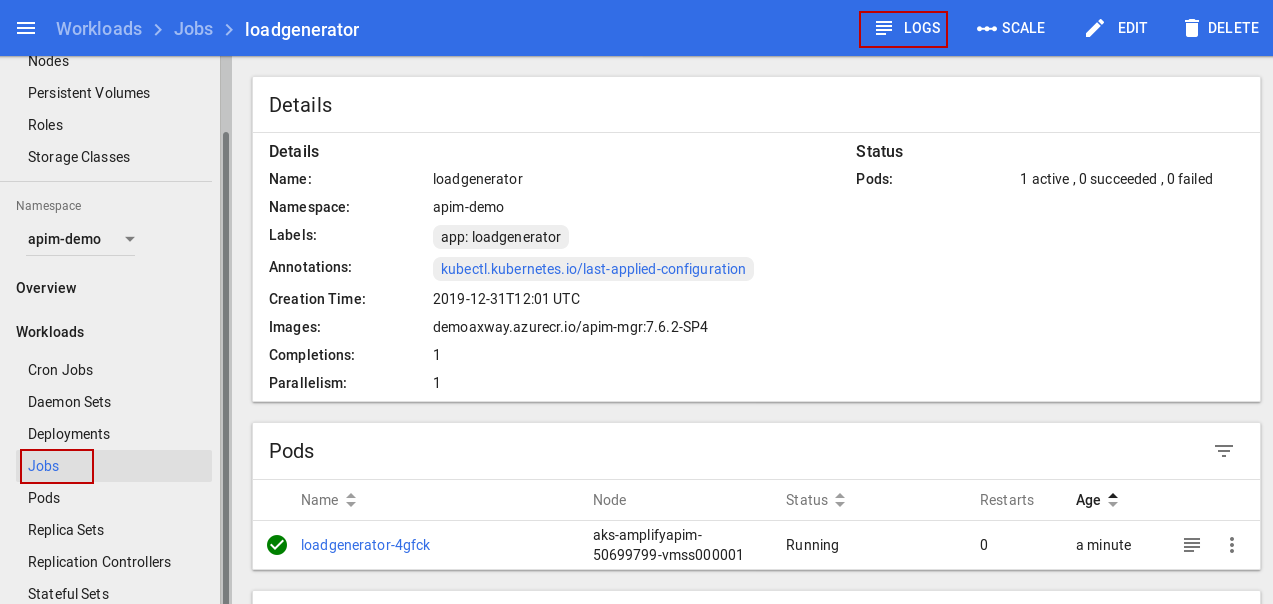 Workloads > Jobs > loadgenerator
LOGS
SCALE
EDIT
DELETE
Nodes
Persistent Volumes
Roles
Storage Classes
Namespace
apim-demo
Overview
Workloads
Cron Jobs
Daemon Sets
Deployments
Jobs
Pods
Replica Sets
Replication Controllers
Stateful Sets
Details
Details
Name: loadgenerator
Namespace: apim-demo
Labels: app: loadgenerator
Annotations: kubectl.kubernetes.io/last-applied-configuration
Creation Time: 2019-12-31T12:01 UTC
Images: demoaxway.azurecr.io/apim-mgr:7.6.2-SP4
Completions: 1
Parallelism: 1
Status
Pods: 1 active , 0 succeeded , 0 failed
Pods
Name Node Status Restarts Age
loadgenerator-4gfck aks-amplifyapim-
50699799-vmss000001 Running 0 a minute